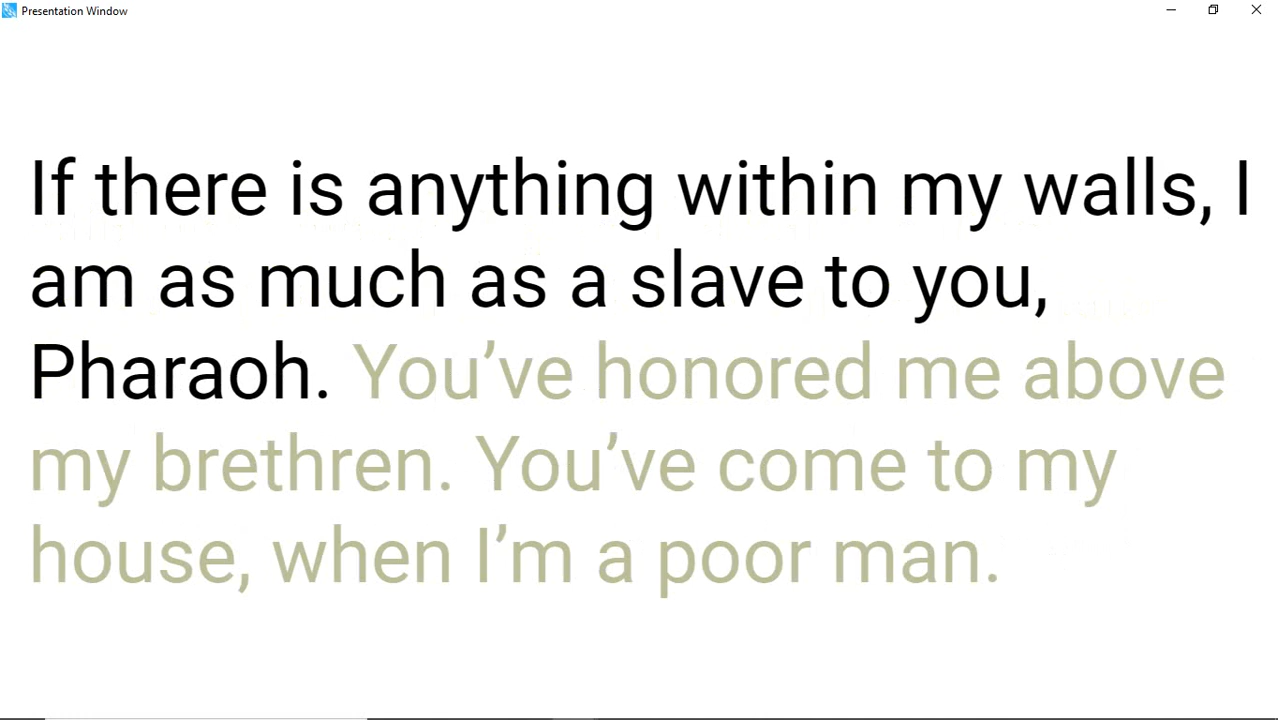 Presentation Window
If there is anything within my walls, I
am as much as a slave to you,
Pharaoh. You’ve honored me above
my brethren. You’ve come to my
house, when I’m a poor man.